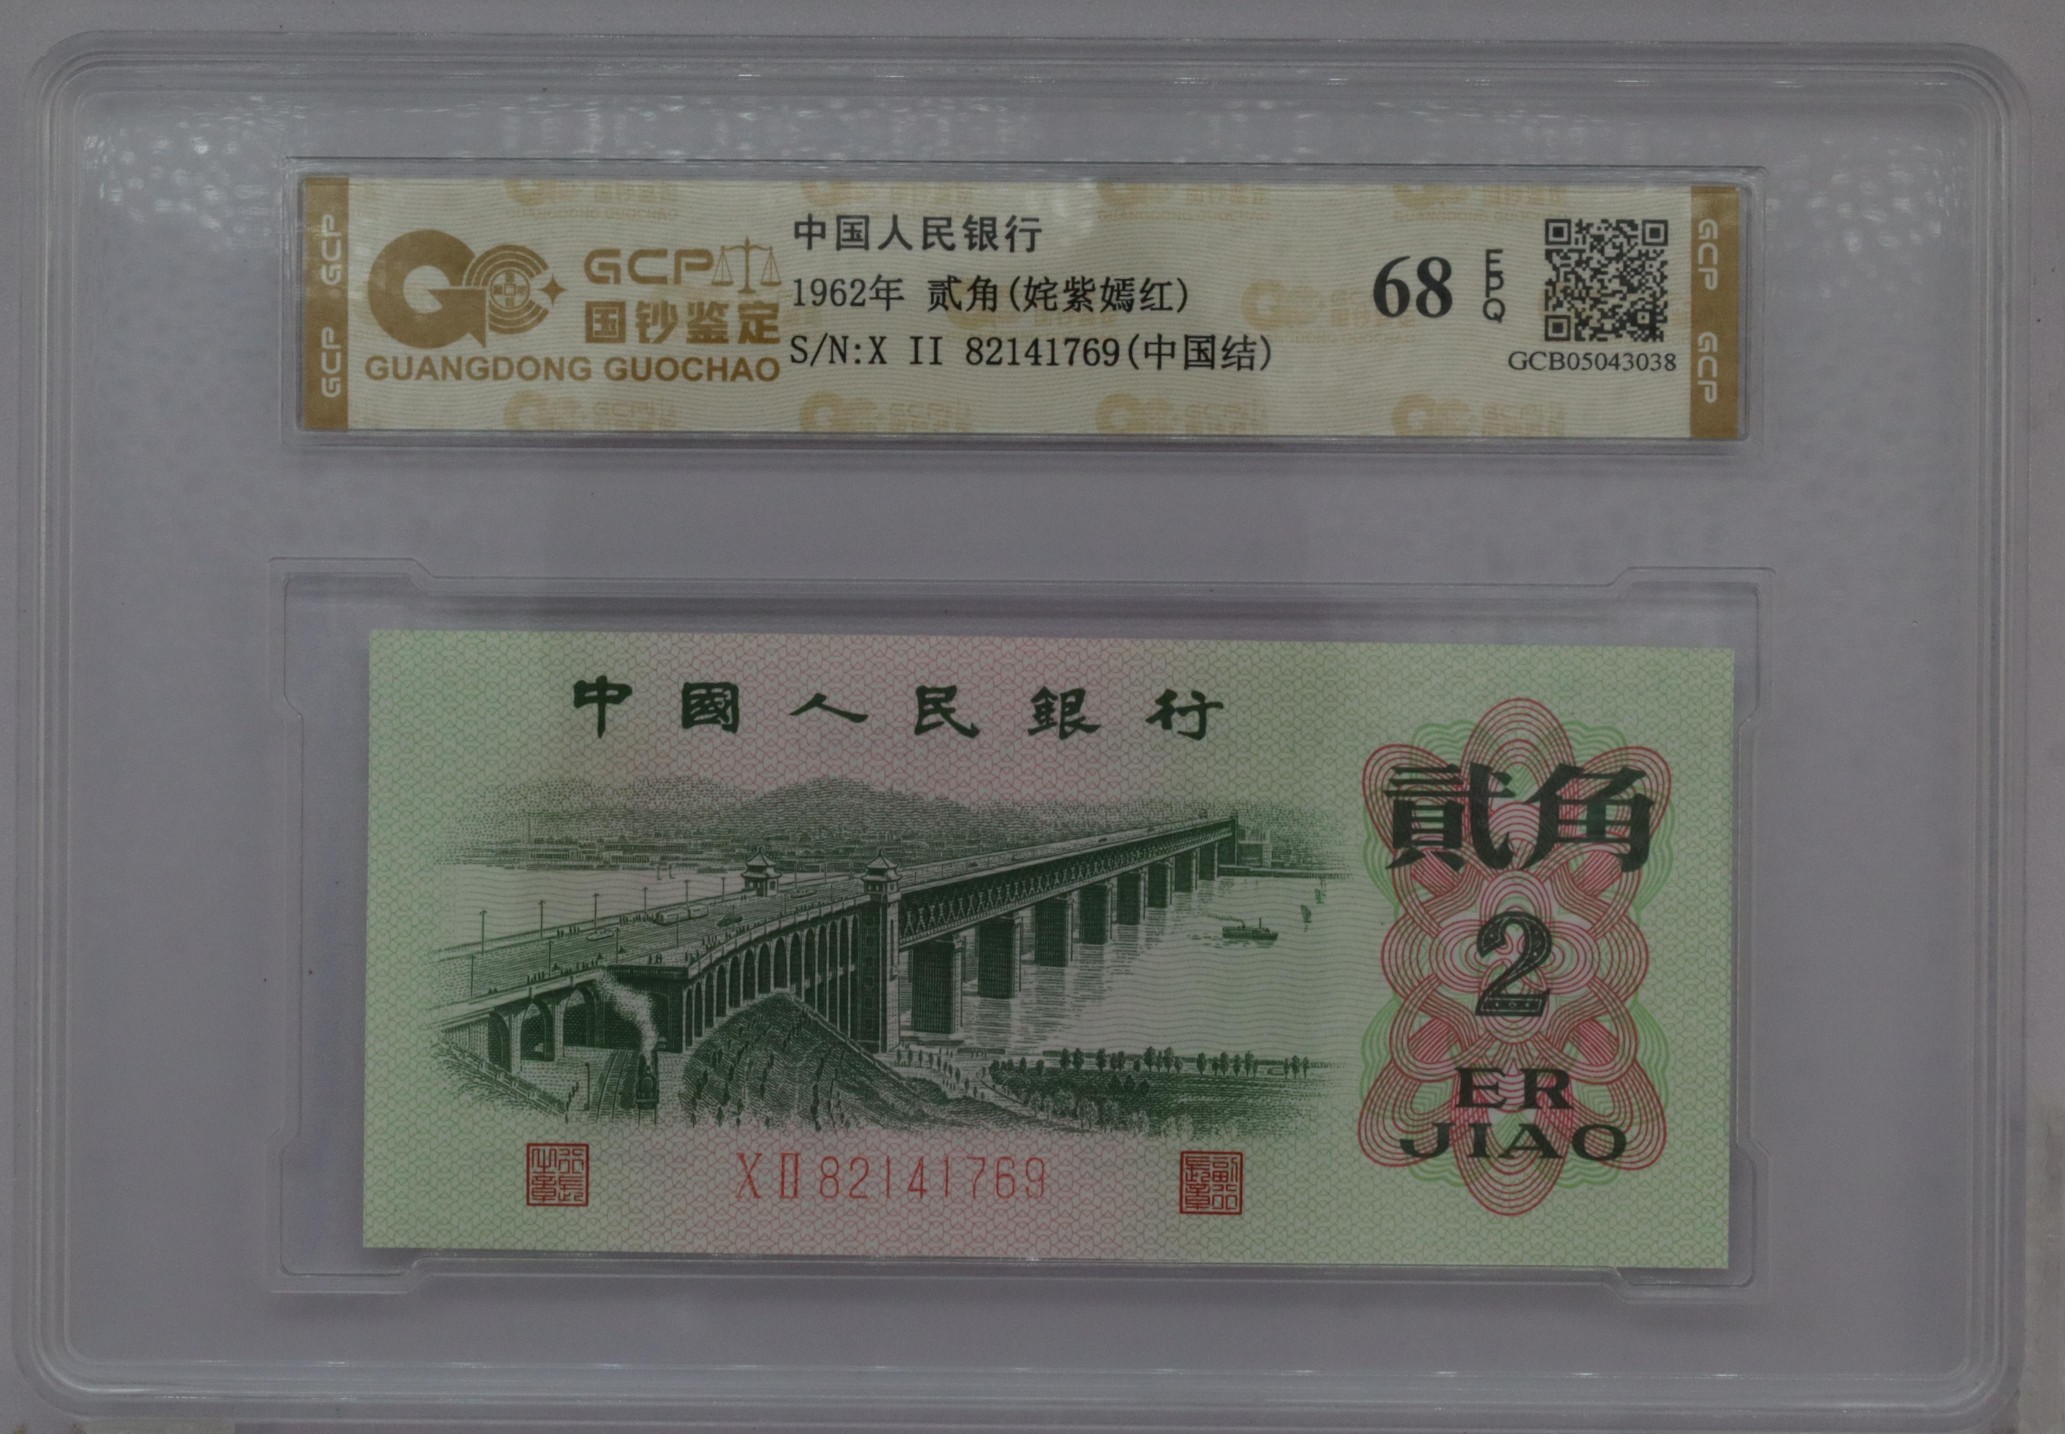 GCP
GCP
GCP
国钞鉴定
GUANGDONG GUOCHAO
中国人民银行
1962年 贰角(姹紫嫣红)
S/N:X II 82141769(中国结)
68
EPQ
GCB05043038
GCP
GCP
中國人民銀行
貳角
2
ER
JIAO
X II 82141769